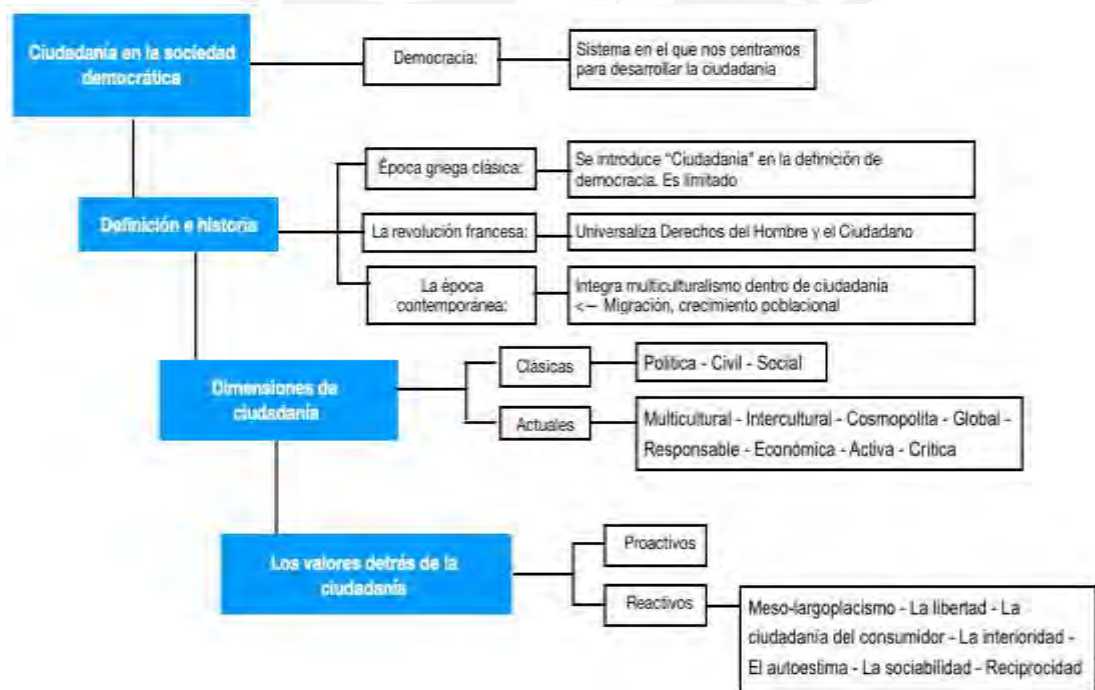 Ciudadanía en la sociedad
democrática
Democracia:
Sistema en el que nos centramos
para desarrollar la ciudadanía
Definición e historia
Época griega clásica:
Se introduce “Ciudadanía” en la definición de
democracia. Es limitado
La revolución francesa:
Universaliza Derechos del Hombre y el Ciudadano
La época
contemporánea:
Integra multiculturalismo dentro de ciudadanía
<— Migración, crecimiento poblacional
Dimensiones de
ciudadanía
Clásicas
Política - Civil - Social
Actuales
Multicultural - Intercultural - Cosmopolita - Global -
Responsable - Económica - Activa - Crítica
Los valores detrás de la
ciudadanía
Proactivos
Reactivos
Meso-largoplacismo - La libertad - La
ciudadanía del consumidor - La interioridad -
El autoestima - La sociabilidad - Reciprocidad